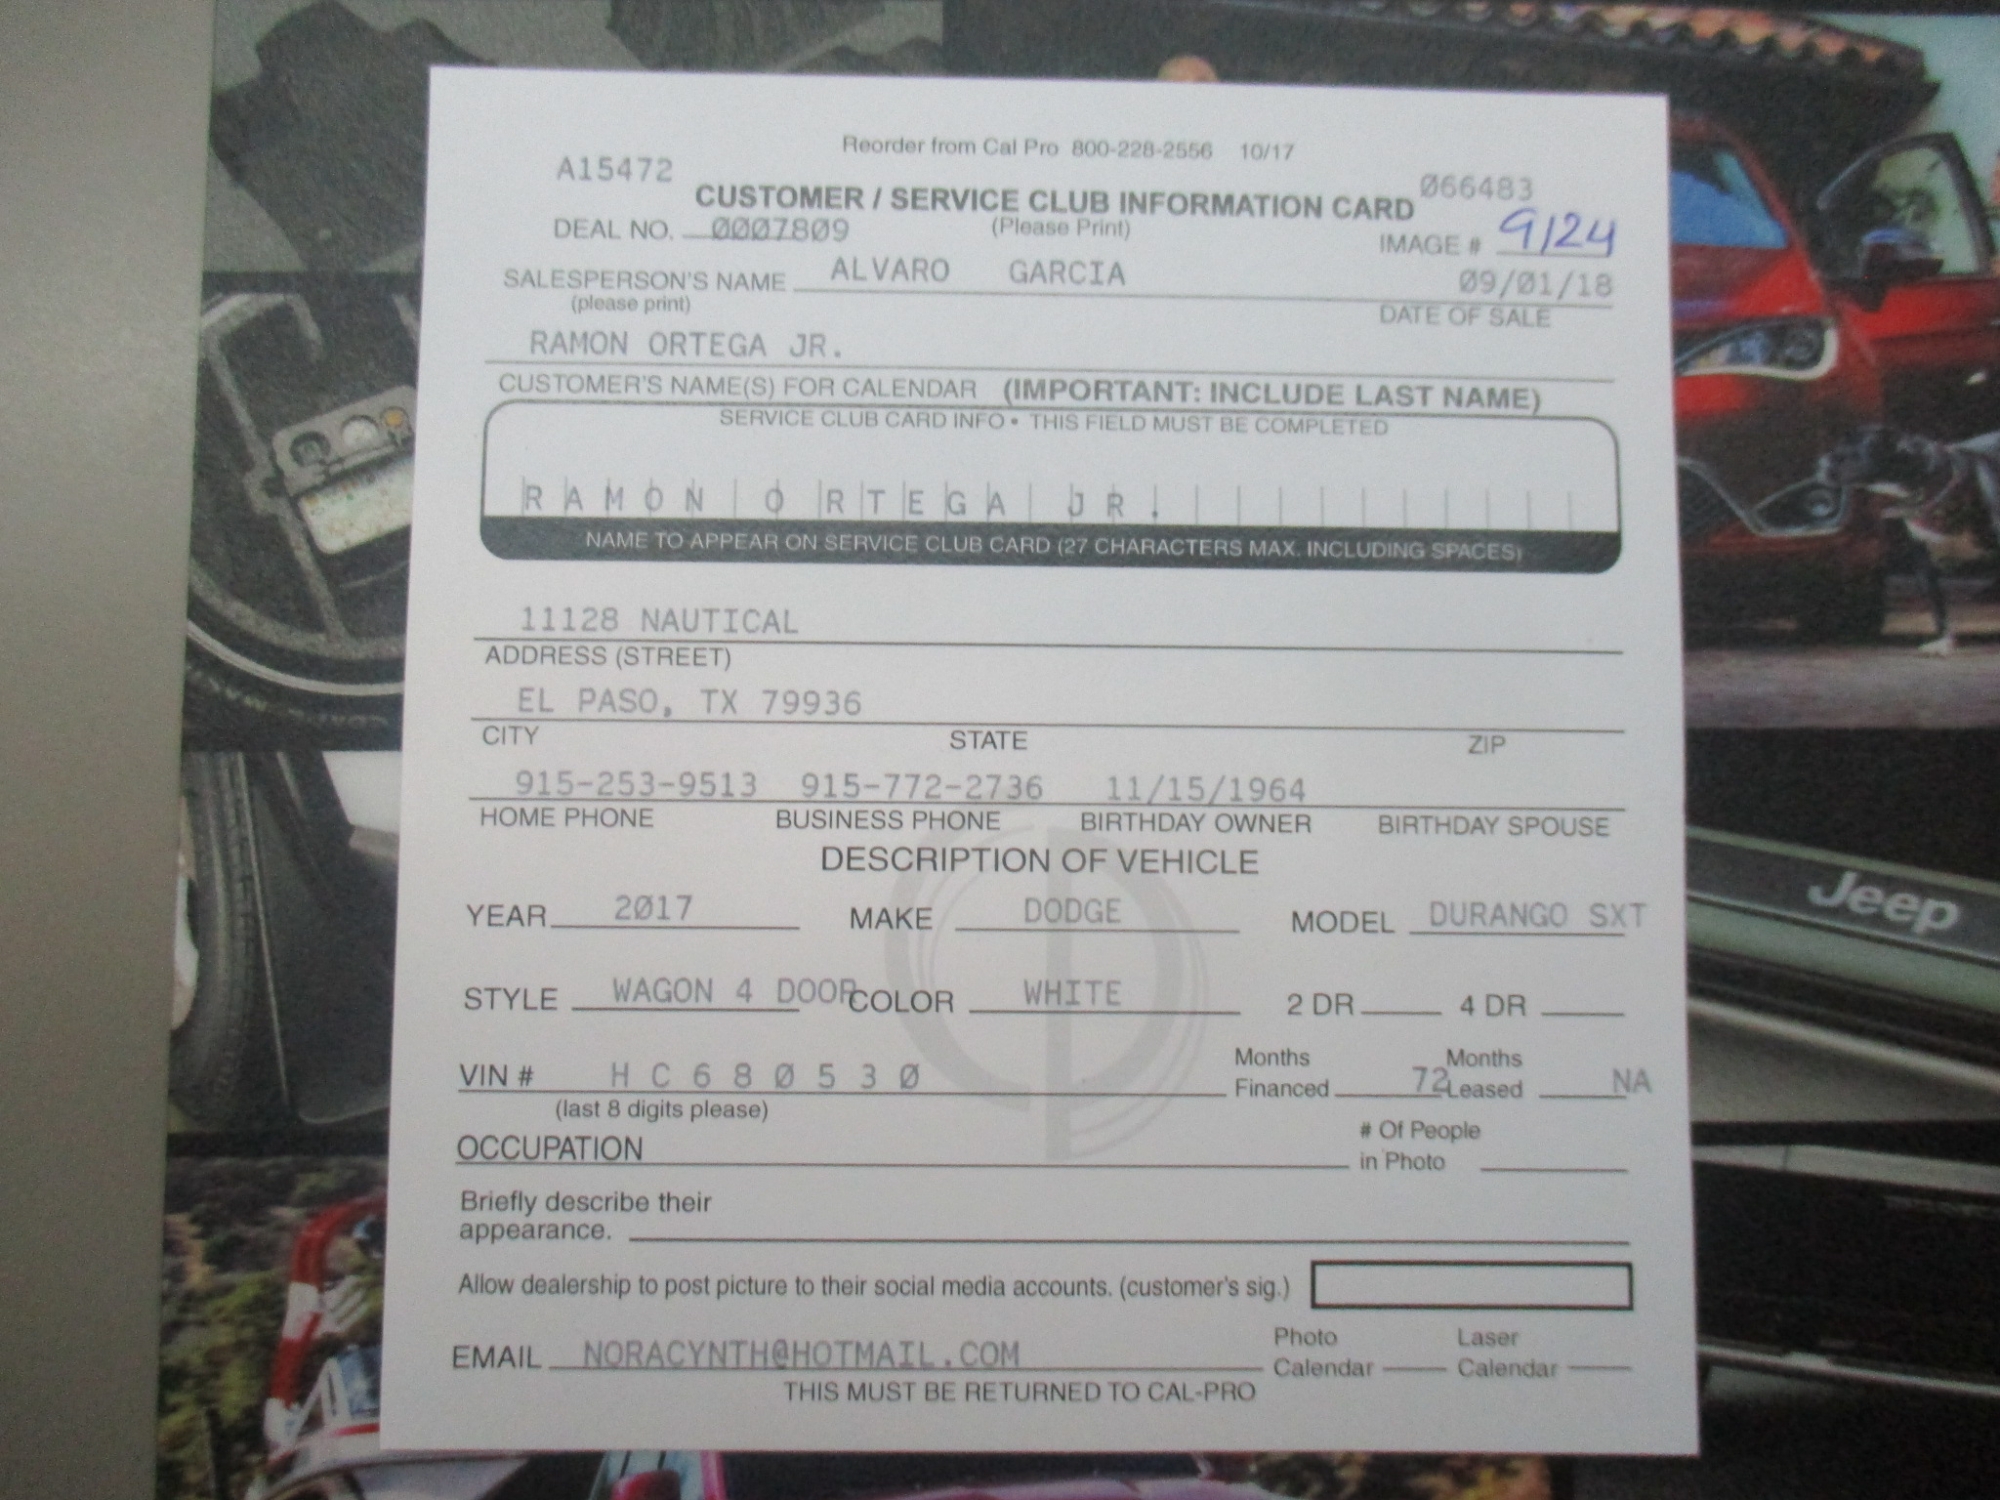 Reorder from Cal Pro 800-228-2556 10/17
A15472
066483
CUSTOMER / SERVICE CLUB INFORMATION CARD
DEAL NO. 0007809 (Please Print) IMAGE # 9/24
SALESPERSON'S NAME ALVARO GARCIA 09/01/18
(please print) DATE OF SALE
RAMON ORTEGA JR.
CUSTOMER'S NAME(S) FOR CALENDAR (IMPORTANT: INCLUDE LAST NAME)
SERVICE CLUB CARD INFO • THIS FIELD MUST BE COMPLETED
RAMON ORTEGA JR.
NAME TO APPEAR ON SERVICE CLUB CARD (27 CHARACTERS MAX. INCLUDING SPACES)
11128 NAUTICAL
ADDRESS (STREET)
EL PASO, TX 79936
CITY STATE ZIP
915-253-9513 915-772-2736 11/15/1964
HOME PHONE BUSINESS PHONE BIRTHDAY OWNER BIRTHDAY SPOUSE
DESCRIPTION OF VEHICLE
YEAR 2017 MAKE DODGE MODEL DURANGO SXT
STYLE WAGON 4 DOOR COLOR WHITE 2 DR 4 DR
VIN # HC680530 Months Financed 72 Months Leased NA
(last 8 digits please)
OCCUPATION # Of People in Photo
Briefly describe their
appearance.
Allow dealership to post picture to their social media accounts. (customer's sig.)
EMAIL NORACYNTH@HOTMAIL.COM Photo Calendar Laser Calendar
THIS MUST BE RETURNED TO CAL-PRO
Jeep